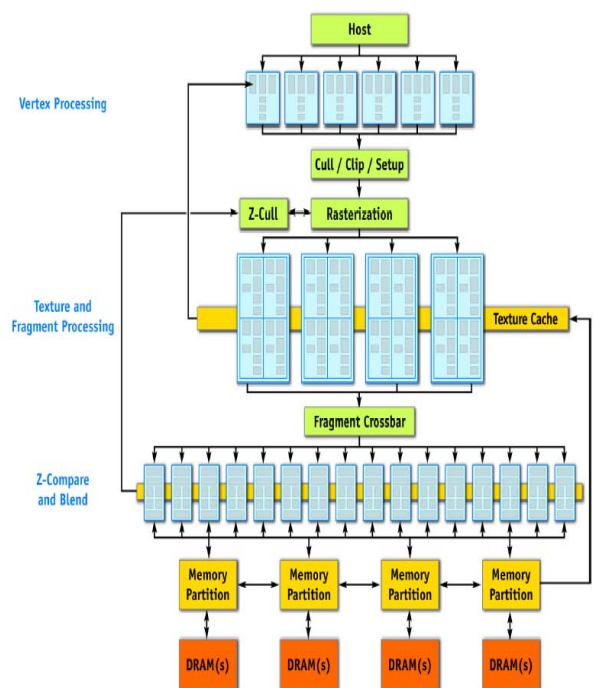 Host
Vertex Processing
Cull / Clip / Setup
Z-Cull
Rasterization
Texture and
Fragment Processing
Texture Cache
Fragment Crossbar
Z-Compare
and Blend
Memory
Partition
Memory
Partition
Memory
Partition
Memory
Partition
DRAM(s)
DRAM(s)
DRAM(s)
DRAM(s)